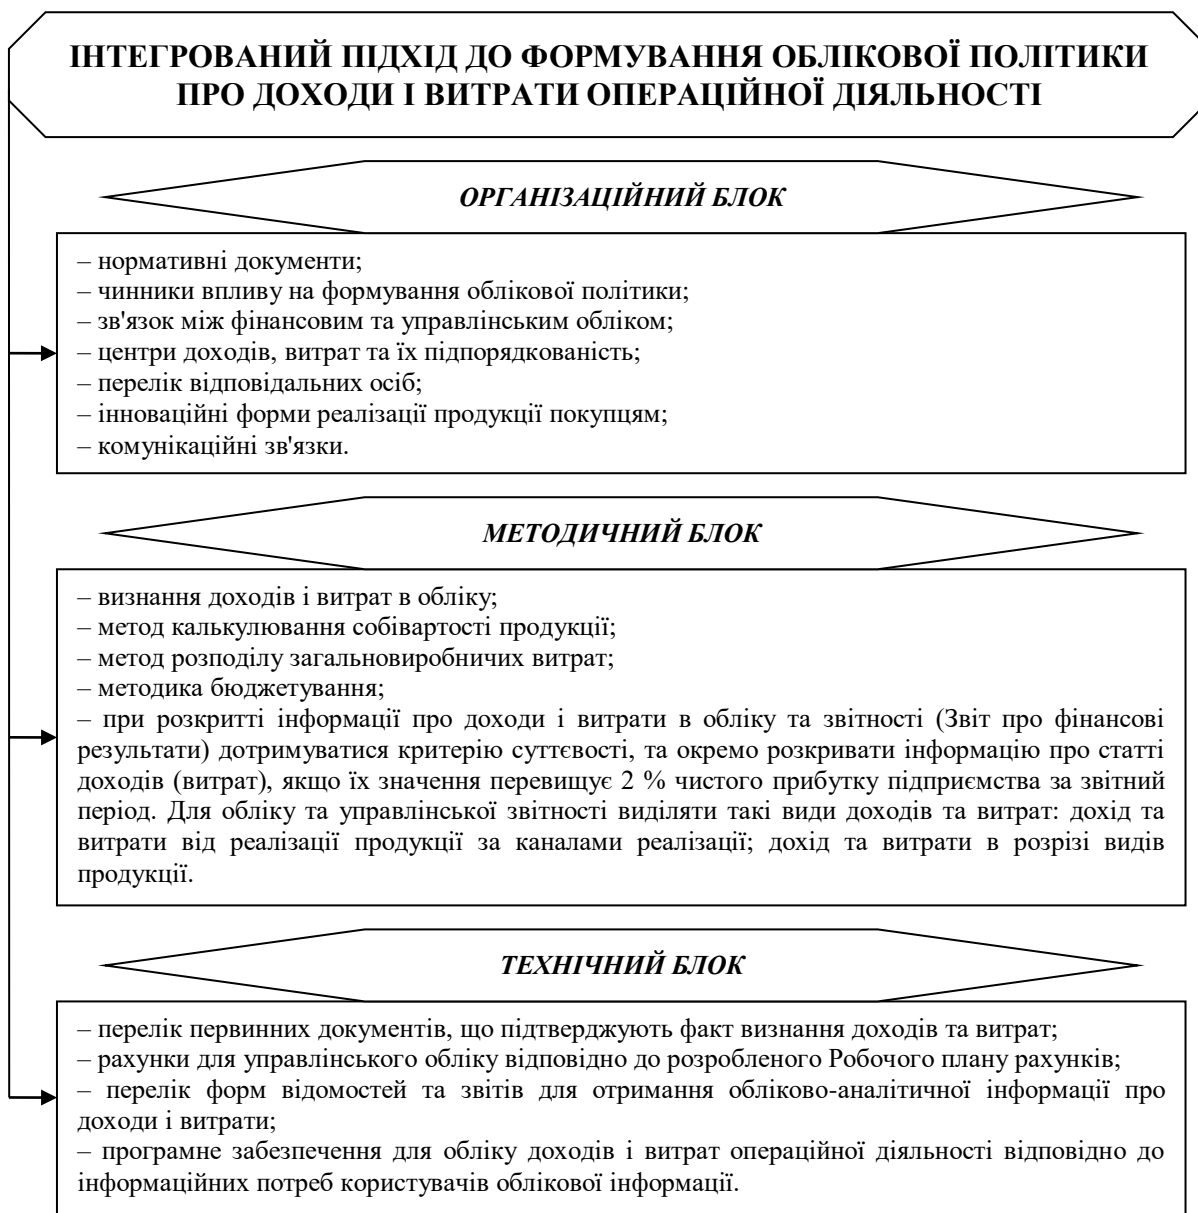 ІНТЕГРОВАНИЙ ПІДХІД ДО ФОРМУВАННЯ ОБЛІКОВОЇ ПОЛІТИКИ
ПРО ДОХОДИ І ВИТРАТИ ОПЕРАЦІЙНОЇ ДІЯЛЬНОСТІ
ОРГАНІЗАЦІЙНИЙ БЛОК
– нормативні документи;
– чинники впливу на формування облікової політики;
– зв'язок між фінансовим та управлінським обліком;
– центри доходів, витрат та їх підпорядкованість;
– перелік відповідальних осіб;
– інноваційні форми реалізації продукції покупцям;
– комунікаційні зв'язки.
МЕТОДИЧНИЙ БЛОК
– визнання доходів і витрат в обліку;
– метод калькулювання собівартості продукції;
– метод розподілу загальновиробничих витрат;
– методика бюджетування;
– при розкритті інформації про доходи і витрати в обліку та звітності (Звіт про фінансові
результати) дотримуватися критерію суттєвості, та окремо розкривати інформацію про статті
доходів (витрат), якщо їх значення перевищує 2 % чистого прибутку підприємства за звітний
період. Для обліку та управлінської звітності виділяти такі види доходів та витрат: дохід та
витрати від реалізації продукції за каналами реалізації; дохід та витрати в розрізі видів
продукції.
ТЕХНІЧНИЙ БЛОК
– перелік первинних документів, що підтверджують факт визнання доходів та витрат;
– рахунки для управлінського обліку відповідно до розробленого Робочого плану рахунків;
– перелік форм відомостей та звітів для отримання обліково-аналітичної інформації про
доходи і витрати;
– програмне забезпечення для обліку доходів і витрат операційної діяльності відповідно до
інформаційних потреб користувачів облікової інформації.